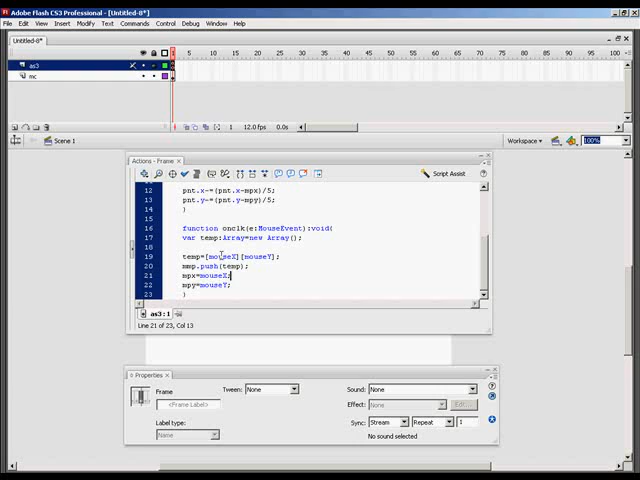 Adobe Flash CS3 Professional - [Untitled-8*]
File Edit View Insert Modify Text Commands Control Debug Window Help
Untitled-8*
5 10 15 20 25 30 35 40 45 50 55 60 65 70 75 80 85 90 95 100
as3
mc
1 12.0 fps 0.0s
Scene 1 Workspace 100%
Actions - Frame
Script Assist
12 pnt.x-=(pnt.x-mpx)/5;
13 pnt.y-=(pnt.y-mpy)/5;
14 }
15
16 function onclk(e:MouseEvent):void{
17 var temp:Array=new Array();
18
19 temp=[mouseX][mouseY];
20 mmp.push(temp);
21 mpx=mouseX;
22 mpy=mouseY;
23 }
as3:1
Line 21 of 23, Col 13
Properties
Frame Tween: None Sound: None
<Frame Label> Effect: None Edit...
Label type: Sync: Stream Repeat 1
Name No sound selected